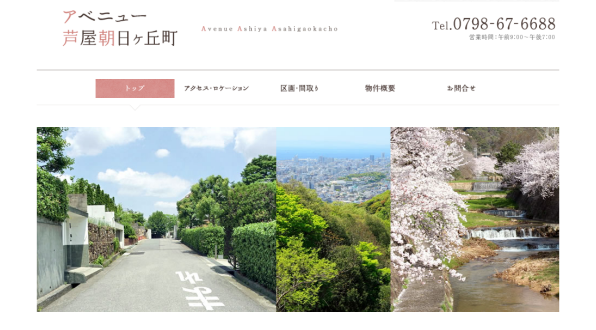 アベニュー
芦屋朝日ヶ丘町
Avenue Ashiya Asahigaokacho
Tel.0798-67-6688
営業時間:午前9:00～午後7:00
トップ
アクセス・ロケーション
区画・間取り
物件概要
お問合せ